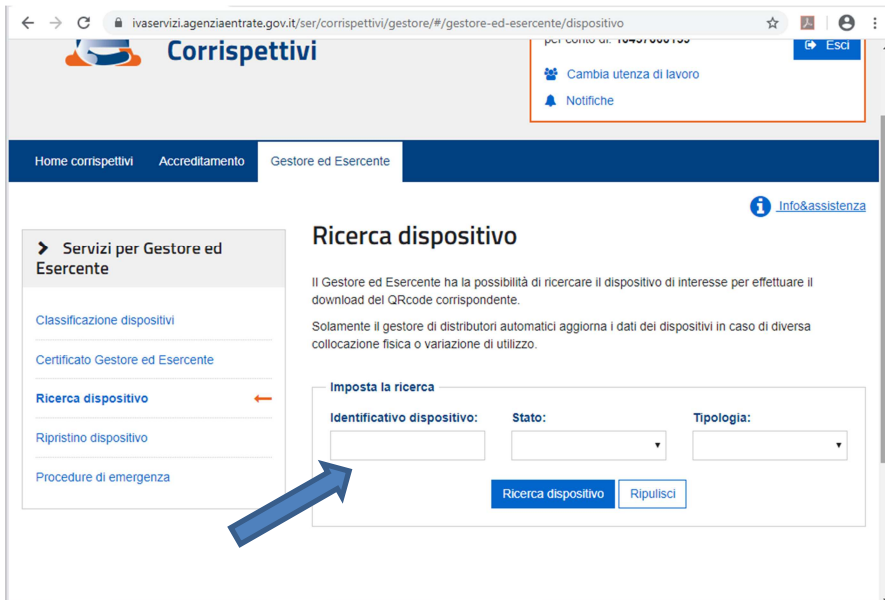 ivaservizi.agenziaentrate.gov.it/ser/corrispettivi/gestore/#/gestore-ed-esercente/dispositivo
Corrispettivi
per conto di:
Esci
Cambia utenza di lavoro
Notifiche
Home corrispettivi Accreditamento Gestore ed Esercente
Info&assistenza
Servizi per Gestore ed
Esercente
Classificazione dispositivi
Certificato Gestore ed Esercente
Ricerca dispositivo
Ripristino dispositivo
Procedure di emergenza
Ricerca dispositivo
Il Gestore ed Esercente ha la possibilità di ricercare il dispositivo di interesse per effettuare il
download del QRcode corrispondente.
Solamente il gestore di distributori automatici aggiorna i dati dei dispositivi in caso di diversa
collocazione fisica o variazione di utilizzo.
Imposta la ricerca
Identificativo dispositivo: Stato: Tipologia:
Ricerca dispositivo Ripulisci